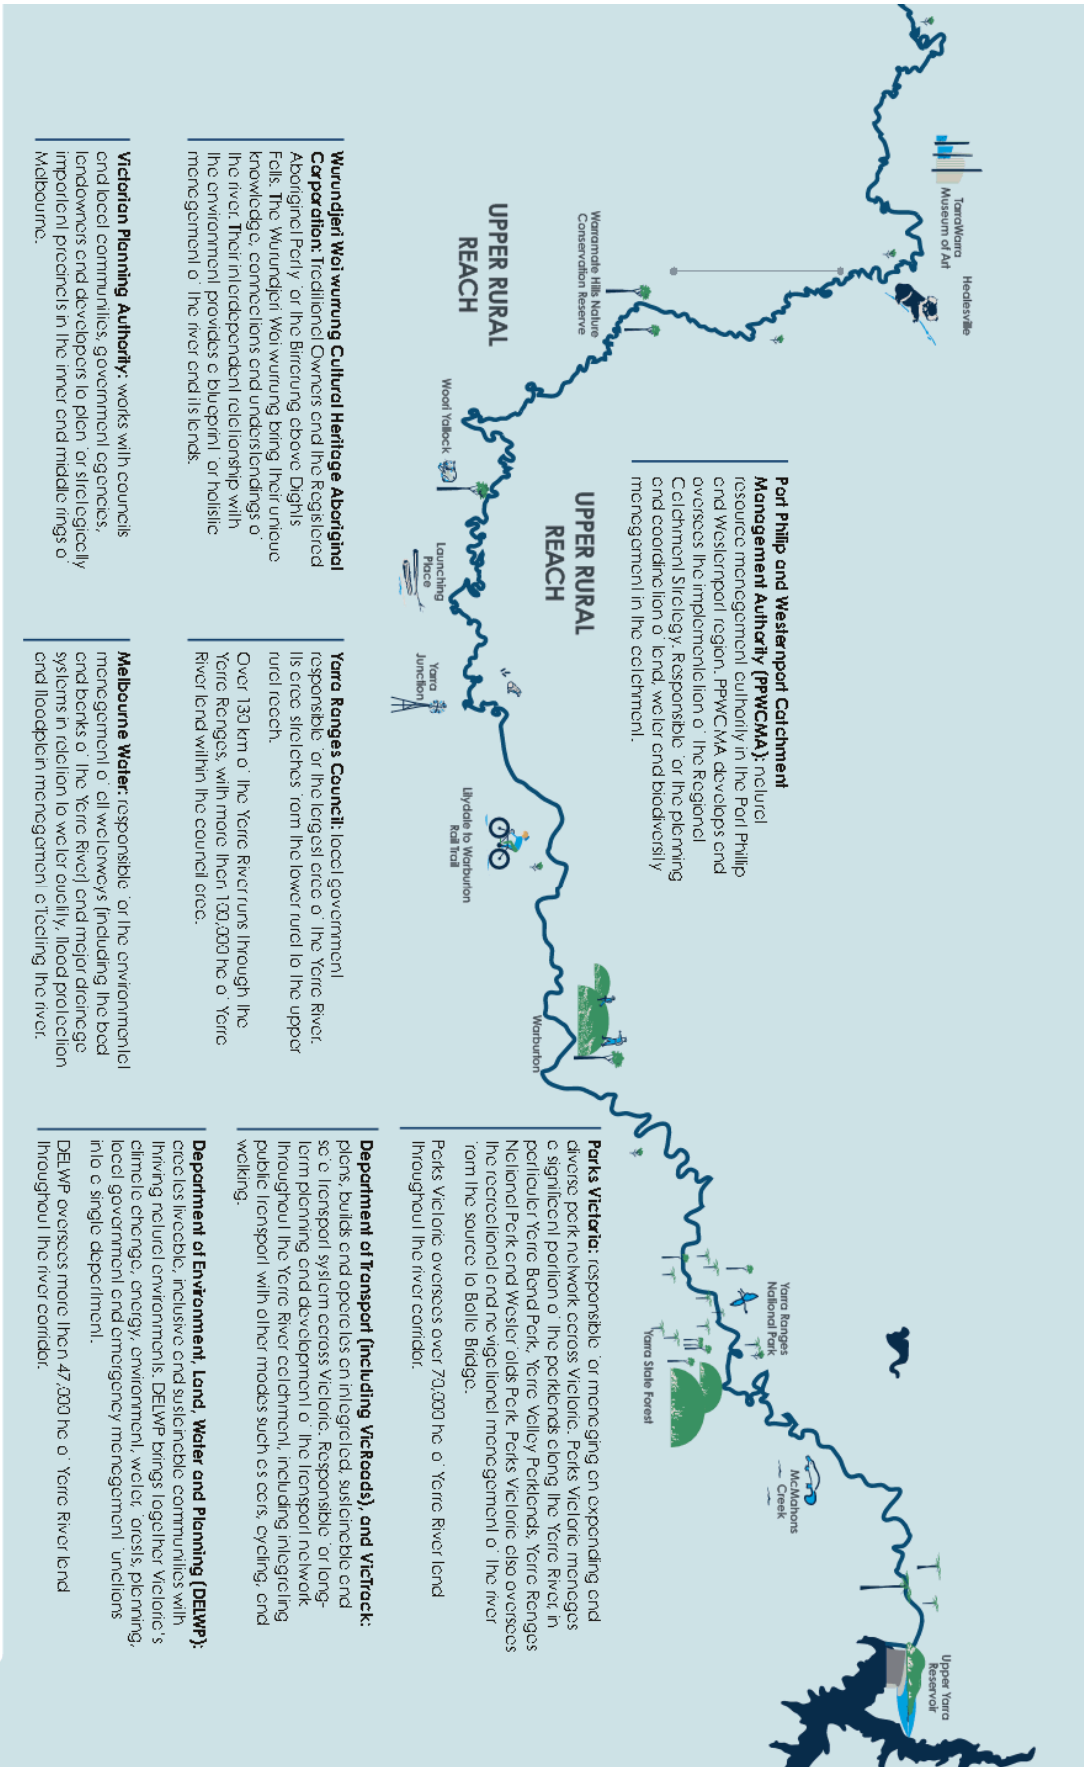 TarraWarra
Museum of Art
Healesville
Warramate Hills Nature
Conservation Reserve
UPPER RURAL
REACH
Woori Yallock
UPPER RURAL
REACH
Launching
Place
Yarra
Junction
Lilydale to Warburton
Rail Trail
Warburton
Yarra Ranges
National Park
Yarra State Forest
McMahons
Creek
Upper Yarra
Reservoir
Port Philip and Westernport Catchment
Management Authority (PPWCMA): natural
resource management authority in the Port Phillip
and Westernport region. PPWCMA develops and
oversees the implementation of the Regional
Catchment Strategy. Responsible for the planning
and coordination of land, water and biodiversity
management in the catchment.
Wurundjeri Woi wurrung Cultural Heritage Aboriginal
Corporation: Traditional Owners and the Registered
Aboriginal Party for the Birrarung above Dights
Falls. The Wurundjeri Woi wurrung bring their unique
knowledge, connections and understandings of
the river. Their interdependent relationship with
the environment provides a blueprint for holistic
management of the river and its lands.
Victorian Planning Authority: works with councils
and local communities, government agencies,
landowners and developers to plan for strategically
important precincts in the inner and middle rings of
Melbourne.
Yarra Ranges Council: local government
responsible for the largest area of the Yarra River.
Its area stretches from the lower rural to the upper
rural reach.
Over 130 km of the Yarra River runs through the
Yarra Ranges, with more than 100,000 ha of Yarra
River land within the council area.
Melbourne Water: responsible for the environmental
management of all waterways (including the bed
and banks of the Yarra River) and major drainage
systems in relation to water quality, flood protection
and floodplain management affecting the river.
Parks Victoria: responsible for managing an expanding and
diverse park network across Victoria. Parks Victoria manages
a significant portion of the parklands along the Yarra River, in
particular Yarra Bend Park, Yarra Valley Parklands, Yarra Ranges
National Park and Westerfolds Park. Parks Victoria also oversees
the recreational and navigational management of the river
from the source to Bolte Bridge.
Parks Victoria oversees over 70,000 ha of Yarra River land
throughout the river corridor.
Department of Transport (including VicRoads), and VicTrack:
plans, builds and operates an integrated, sustainable and
safe transport system across Victoria. Responsible for long-
term planning and development of the transport network
throughout the Yarra River catchment, including integrating
public transport with other modes such as cars, cycling, and
walking.
Department of Environment, Land, Water and Planning (DELWP):
creates liveable, inclusive and sustainable communities with
thriving natural environments. DELWP brings together Victoria's
climate change, energy, environment, water, forests, planning,
local government and emergency management functions
into a single department.
DELWP oversees more than 47,000 ha of Yarra River land
throughout the river corridor.